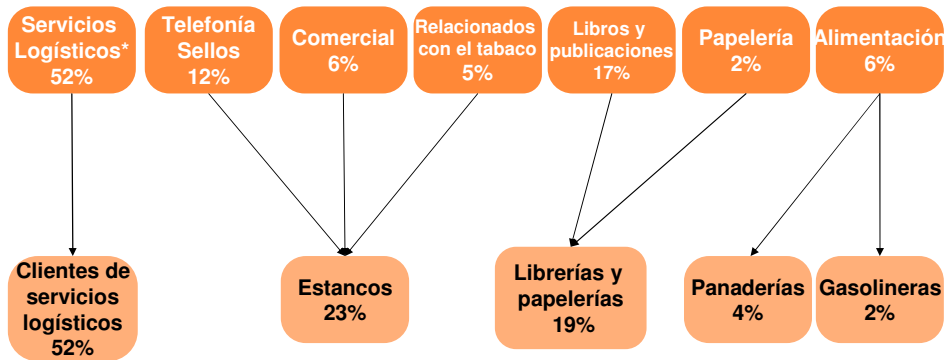 Servicios
Logísticos*
52%
Telefonía
Sellos
12%
Comercial
6%
Relacionados
con el tabaco
5%
Libros y
publicaciones
17%
Papelería
2%
Alimentación
6%
Clientes de
servicios
logísticos
52%
Estancos
23%
Librerías y
papelerías
19%
Panaderías
4%
Gasolineras
2%